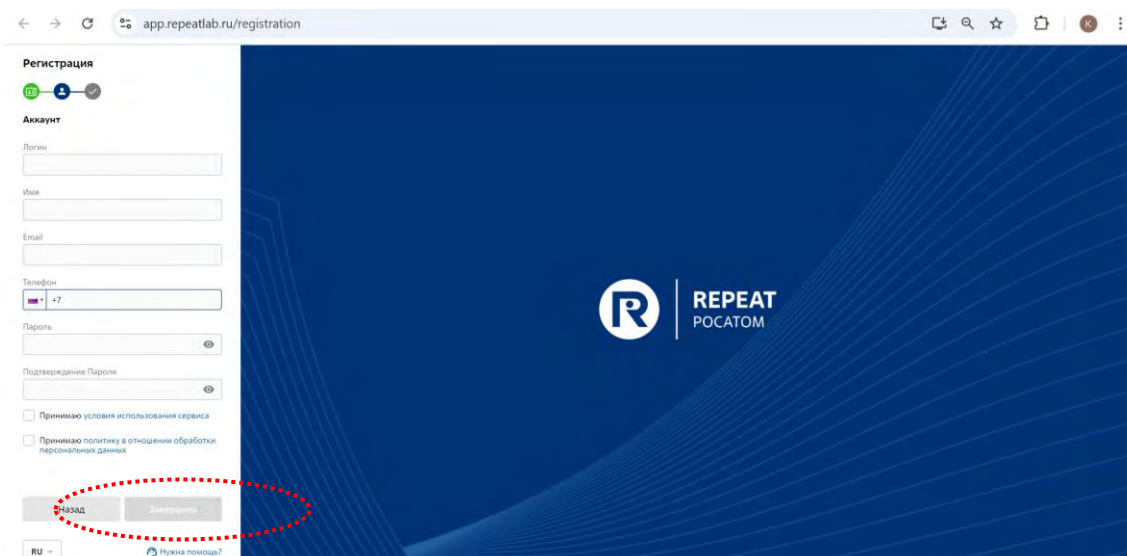 app.repeatlab.ru/registration
K
Регистрация
Аккаунт
Логин
Имя
Email
Телефон
+7
Пароль
Подтверждение Пароля
Принимаю условия использования сервиса
Принимаю политику в отношении обработки
персональных данных
Назад
Завершить
RU
Нужна помощь?
R
REPEAT
РОСАТОМ